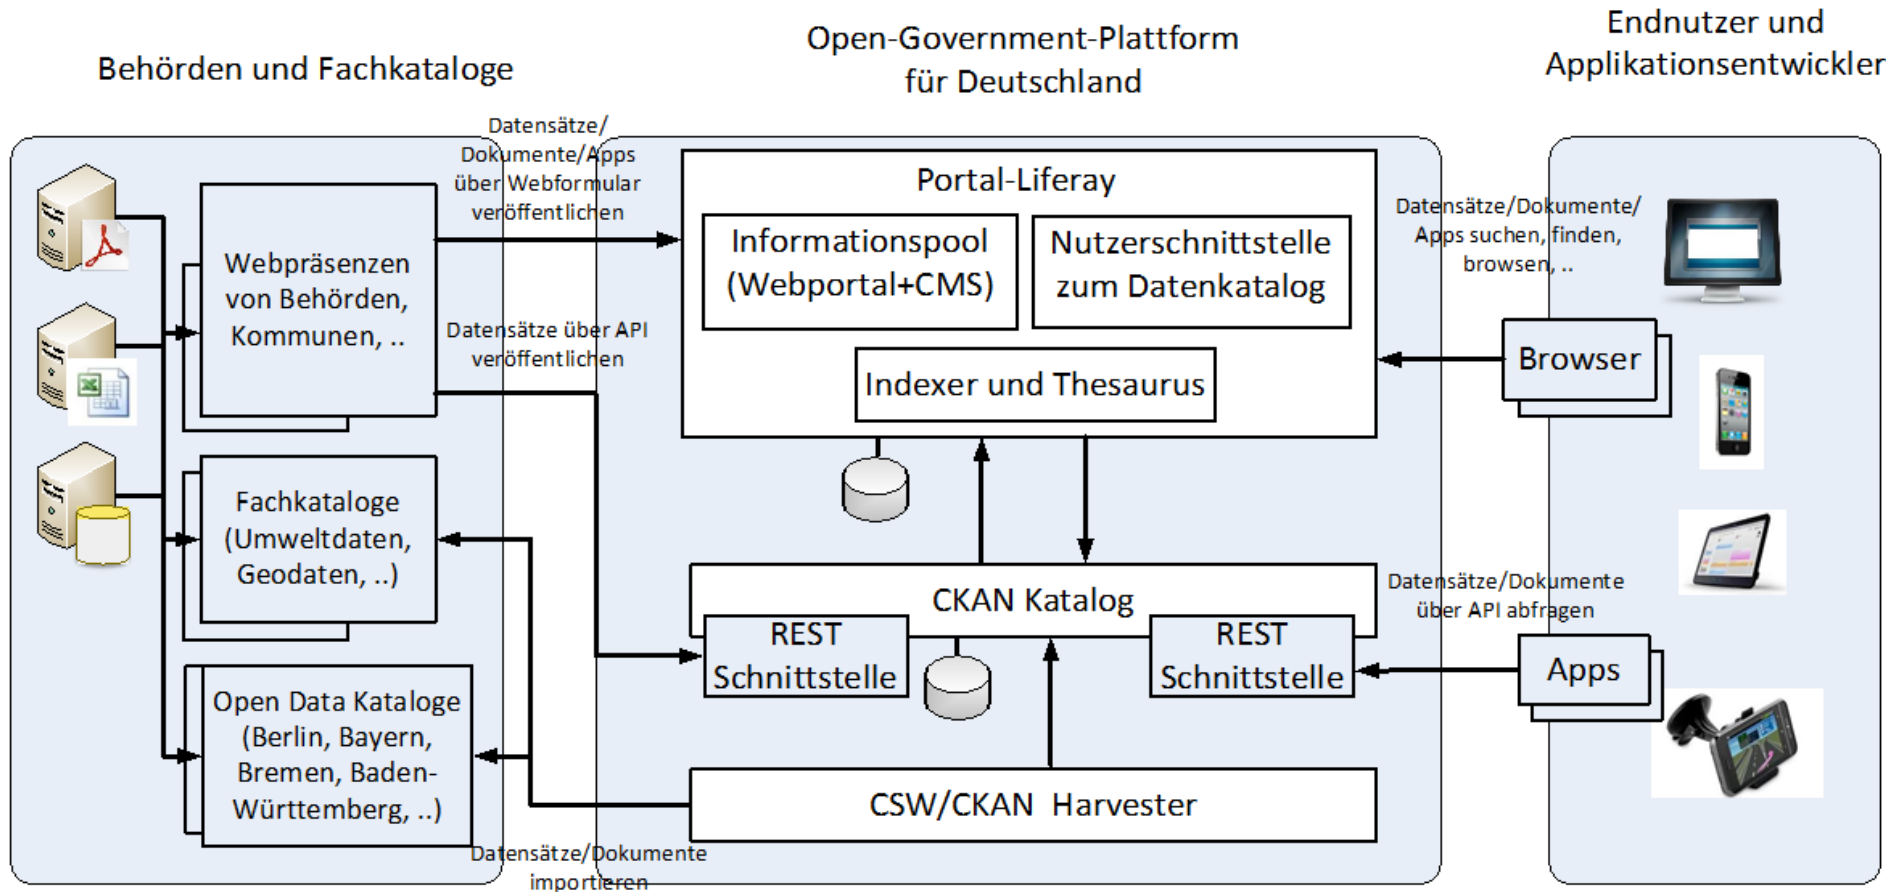 Behörden und Fachkataloge
Open-Government-Plattform
für Deutschland
Endnutzer und
Applikationsentwickler
Webpräsenzen
von Behörden,
Kommunen, ..
Fachkataloge
(Umweltdaten,
Geodaten, ..)
Open Data Kataloge
(Berlin, Bayern,
Bremen, Baden-
Württemberg, ..)
Datensätze/
Dokumente/Apps
über Webformular
veröffentlichen
Datensätze über API
veröffentlichen
Datensätze/Dokumente
importieren
Portal-Liferay
Informationspool
(Webportal+CMS)
Nutzerschnittstelle
zum Datenkatalog
Indexer und Thesaurus
CKAN Katalog
REST
Schnittstelle
REST
Schnittstelle
CSW/CKAN Harvester
Datensätze/Dokumente/
Apps suchen, finden,
browsen, ..
Browser
Datensätze/Dokumente
über API abfragen
Apps